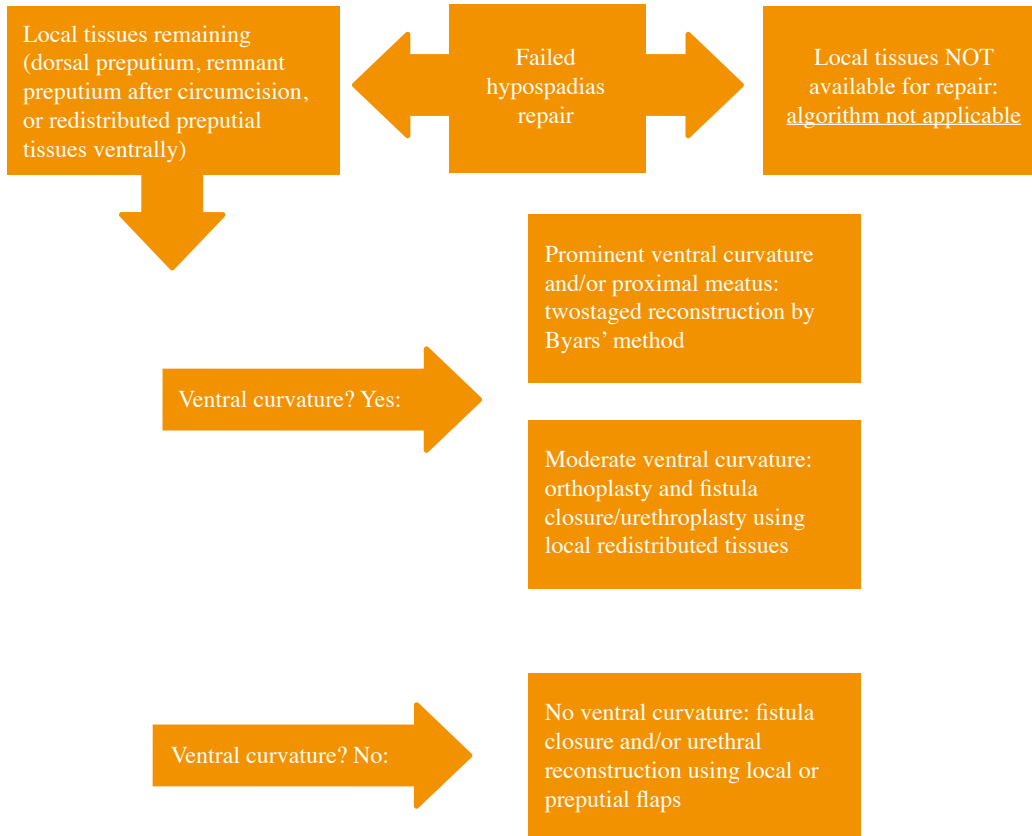 Local tissues remaining
(dorsal preputium, remnant
preputium after circumcision,
or redistributed preputial
tissues ventrally)
Failed
hypospadias
repair
Local tissues NOT
available for repair:
algorithm not applicable
Prominent ventral curvature
and/or proximal meatus:
twostaged reconstruction by
Byars’ method
Ventral curvature? Yes:
Moderate ventral curvature:
orthoplasty and fistula
closure/urethroplasty using
local redistributed tissues
Ventral curvature? No:
No ventral curvature: fistula
closure and/or urethral
reconstruction using local or
preputial flaps